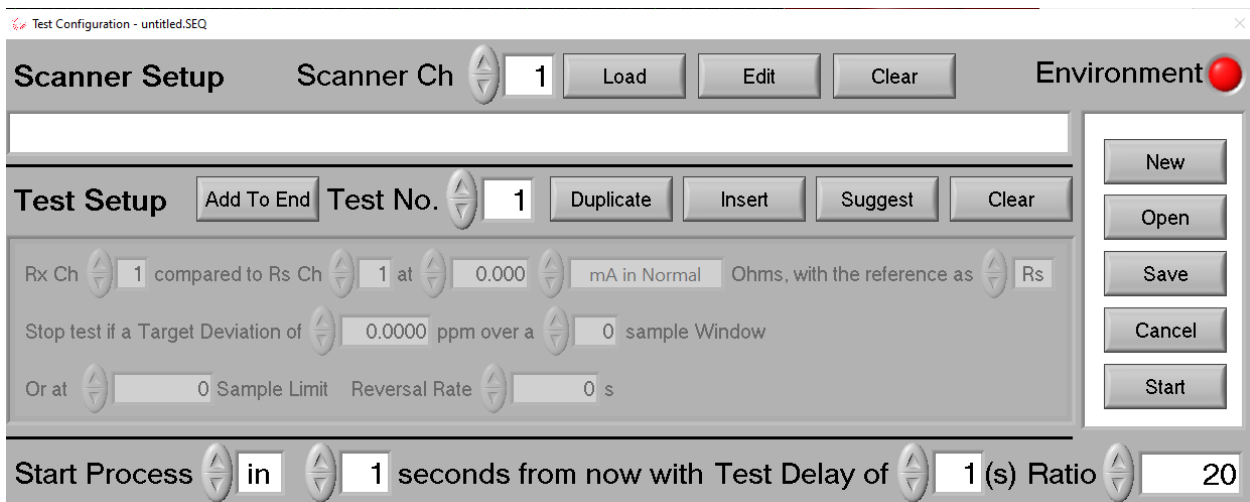 Test Configuration - untitled.SEQ
Scanner Setup Scanner Ch 1 Load Edit Clear Environment
New
Test Setup Add To End Test No. 1 Duplicate Insert Suggest Clear
Open
Rx Ch 1 compared to Rs Ch 1 at 0.000 mA in Normal Ohms, with the reference as Rs
Save
Stop test if a Target Deviation of 0.0000 ppm over a 0 sample Window
Cancel
Or at 0 Sample Limit Reversal Rate 0 s
Start
Start Process in 1 seconds from now with Test Delay of 1 (s) Ratio 20